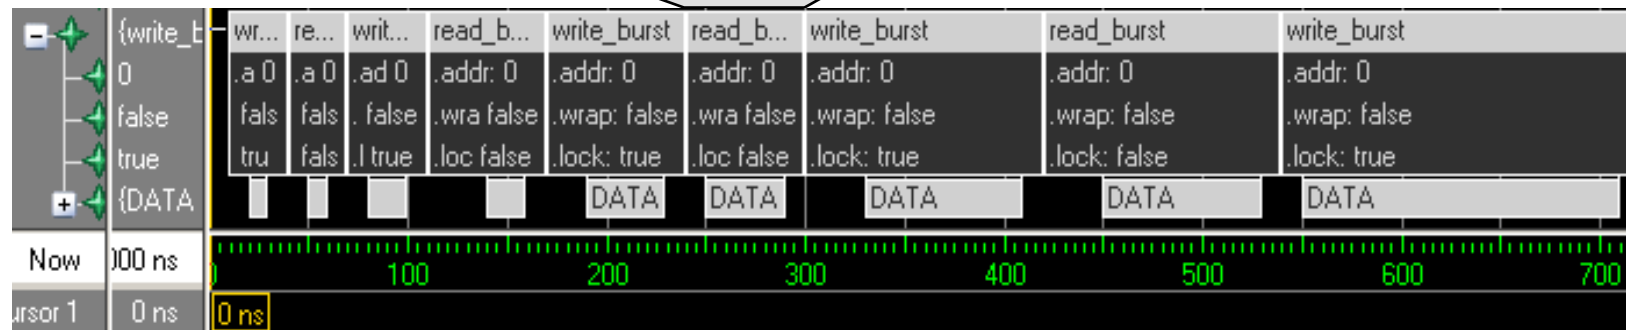 {write_b wr... re... writ... read_b... write_burst read_b... write_burst read_burst write_burst
0 .a 0 .a 0 .ad 0 .addr: 0 .addr: 0 .addr: 0 .addr: 0 .addr: 0 .addr: 0
false fals fals . false .wra false .wrap: false .wra false .wrap: false .wrap: false .wrap: false
true tru fals .l true .loc false .lock: true .loc false .lock: true .lock: false .lock: true
{DATA DATA DATA DATA DATA DATA
Now 000 ns 100 200 300 400 500 600 700
ursor 1 0 ns 0 ns